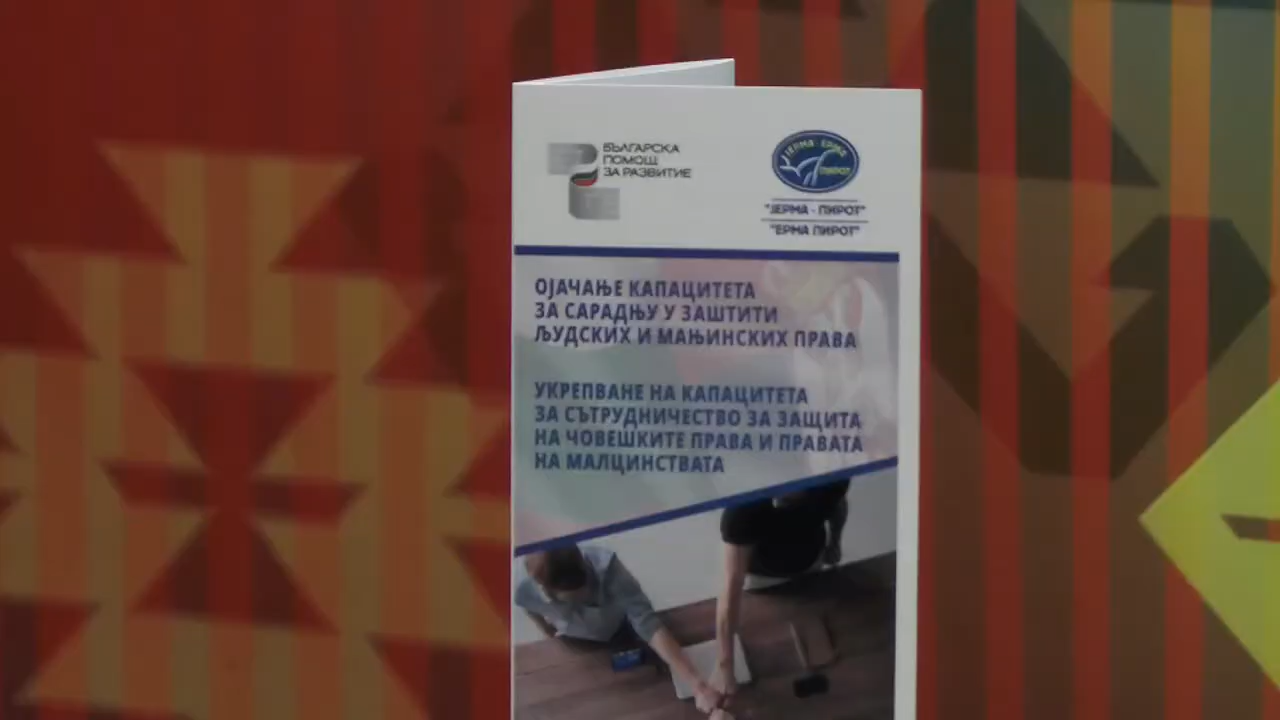 БЪЛГАРСКА
ПОМОЩ
ЗА РАЗВИТИЕ
ЈЕРМА ЕРМА
ПИРОТ
"ЈЕРМА - ПИРОТ"
"ЕРМА ПИРОТ"
ОЈАЧАЊЕ КАПАЦИТЕТА
ЗА САРАДЊУ У ЗАШТИТИ
ЉУДСКИХ И МАЊИНСКИХ ПРАВА
УКРЕПВАНЕ НА КАПАЦИТЕТА
ЗА СЪТРУДНИЧЕСТВО ЗА ЗАЩИТА
НА ЧОВЕШКИТЕ ПРАВА И ПРАВАТА
НА МАЛЦИНСТВАТА